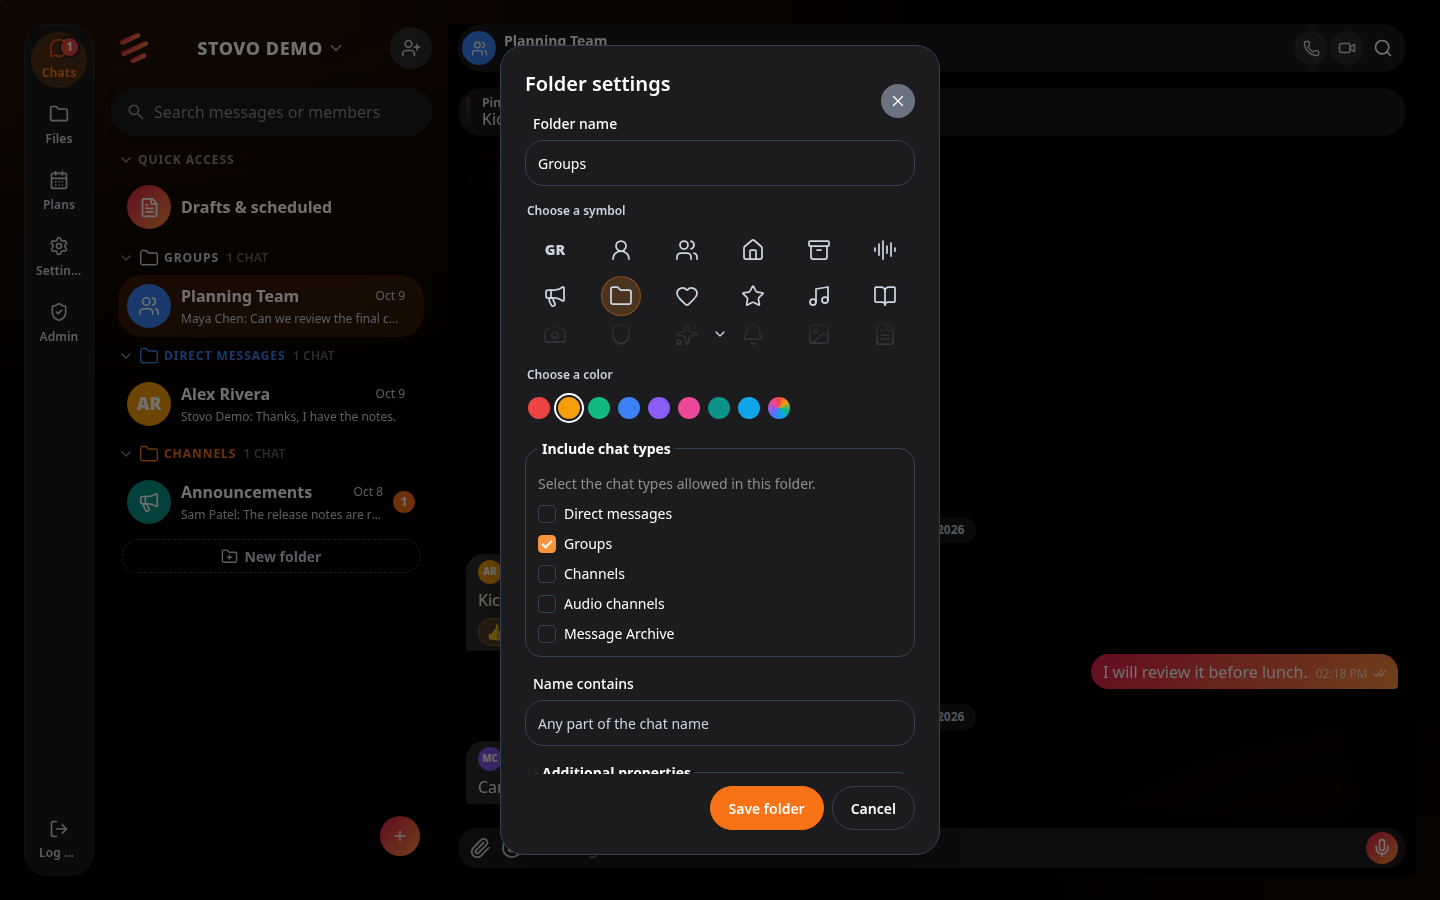 1
Chats
Files
Plans
Settin...
Admin
Log ...
STOVO DEMO
Search messages or members
QUICK ACCESS
Drafts & scheduled
GROUPS 1 CHAT
Planning Team Oct 9
Maya Chen: Can we review the final c...
DIRECT MESSAGES 1 CHAT
AR
Alex Rivera Oct 9
Stovo Demo: Thanks, I have the notes.
CHANNELS 1 CHAT
Announcements Oct 8
Sam Patel: The release notes are r... 1
New folder
Planning Team
Pin
Kic
2026
AR
Kic
I will review it before lunch. 02:18 PM
2026
MC
Car
Folder settings
Folder name
Groups
Choose a symbol
GR
Choose a color
Include chat types
Select the chat types allowed in this folder.
Direct messages
Groups
Channels
Audio channels
Message Archive
Name contains
Any part of the chat name
Additional properties
Save folder Cancel